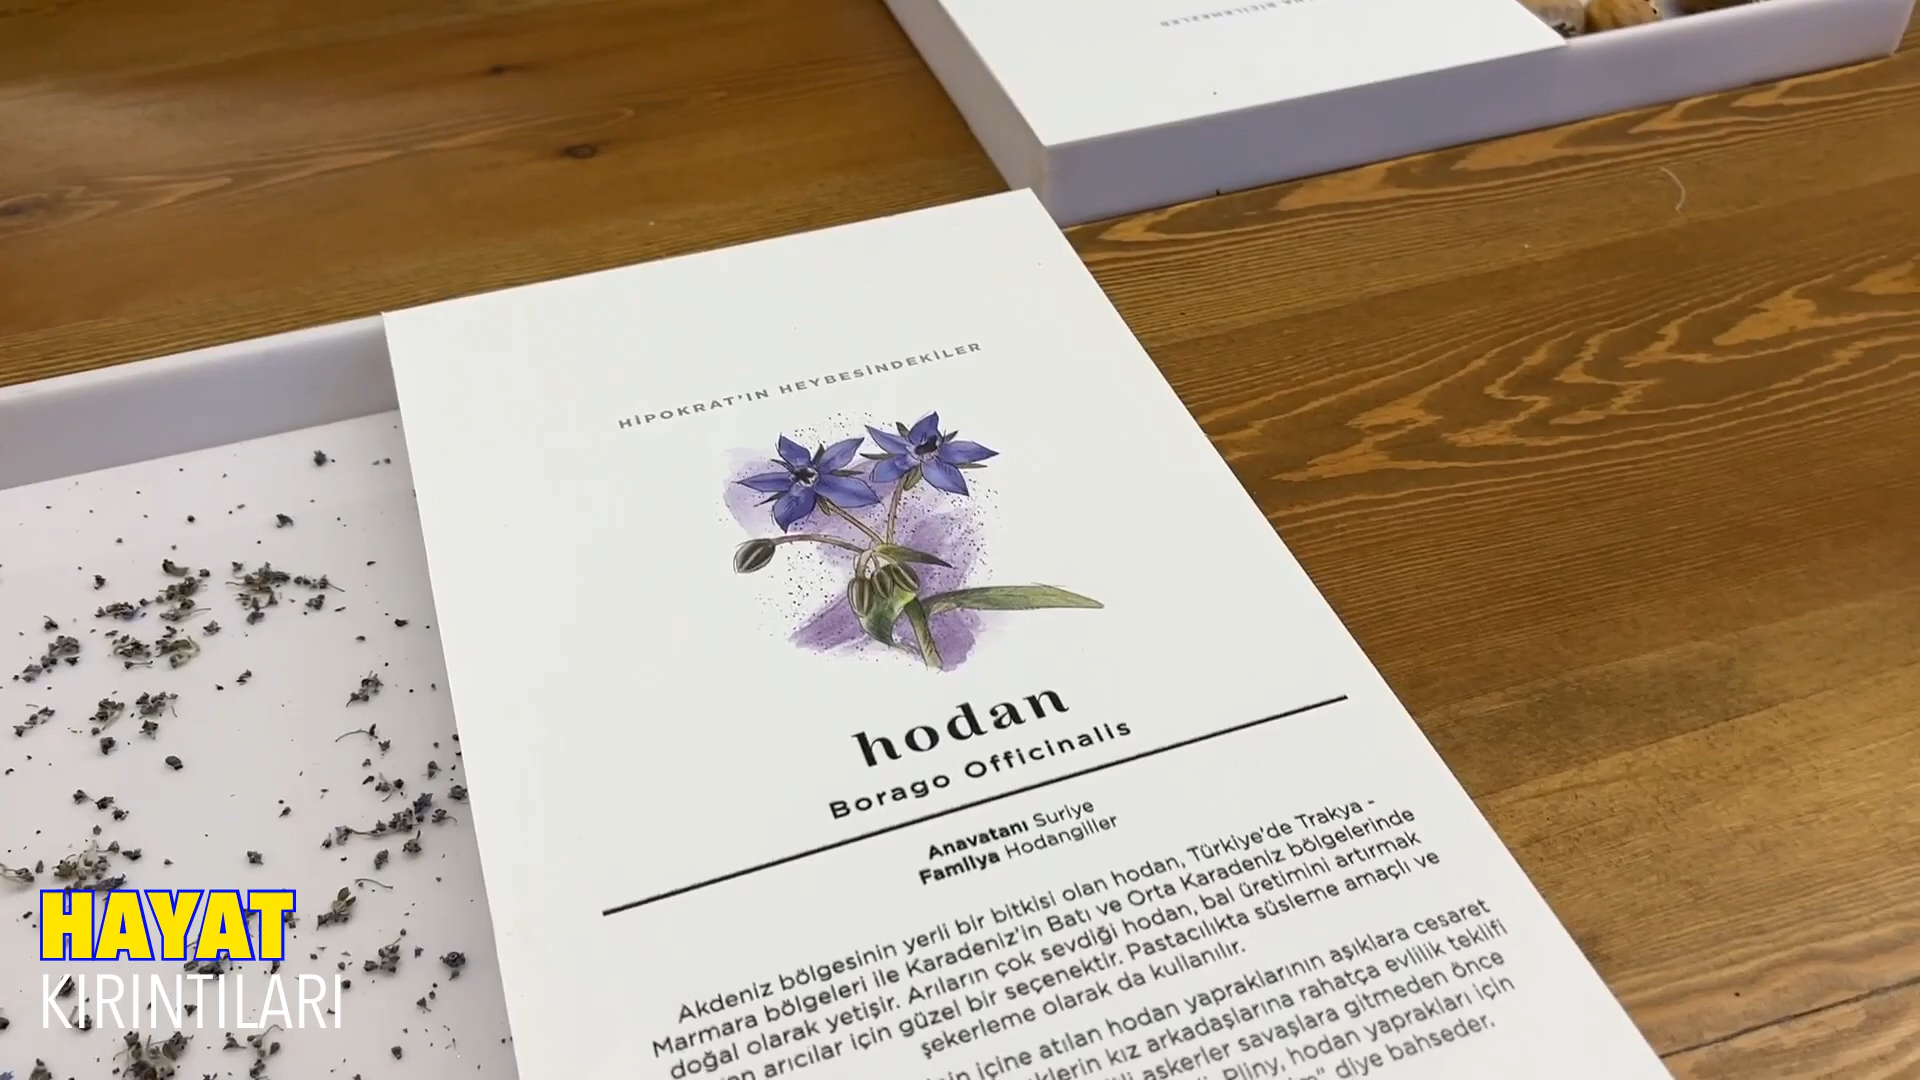 HİPOKRAT'IN HEYBESİNDEKİLER
hodan
Borago Officinalis
Anavatanı Suriye
Familya Hodangiller
Akdeniz bölgesinin yerli bir bitkisi olan hodan, Türkiye'de Trakya -
Marmara bölgeleri ile Karadeniz'in Batı ve Orta Karadeniz bölgelerinde
doğal olarak yetişir. Arıların çok sevdiği hodan, bal üretimini artırmak
arıcılar için güzel bir seçenektir. Pastacılıkta süsleme amaçlı ve
şekerleme olarak da kullanılır.
içine atılan hodan yapraklarının aşıklara cesaret
kız arkadaşlarına rahatça evlilik teklifi
askerler savaşlara gitmeden önce
Pliny, hodan yaprakları için
diye bahseder.
HAYAT
KIRINTILARI